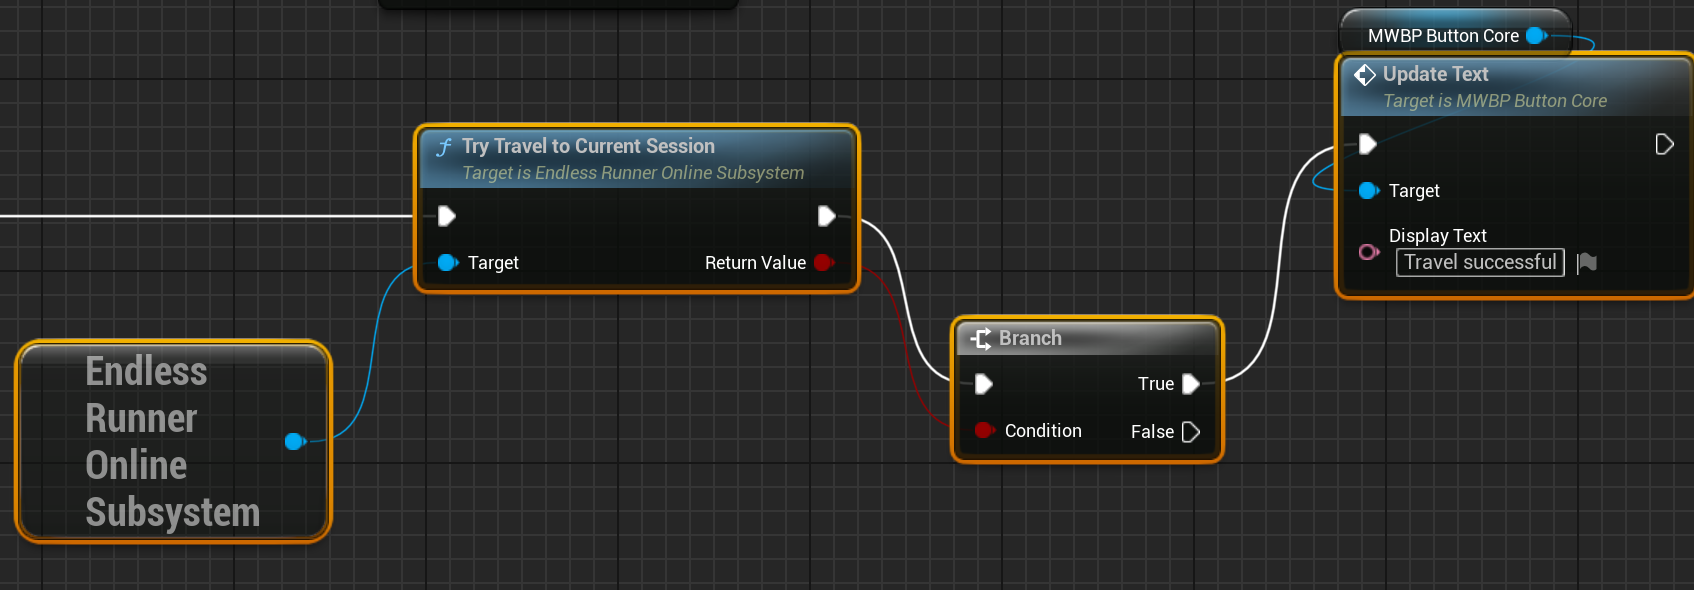 MWBP Button Core
Update Text
Target is MWBP Button Core
Try Travel to Current Session
Target is Endless Runner Online Subsystem
Target
Return Value
Target
Display Text
Travel successful
Endless
Runner
Online
Subsystem
Branch
True
Condition
False